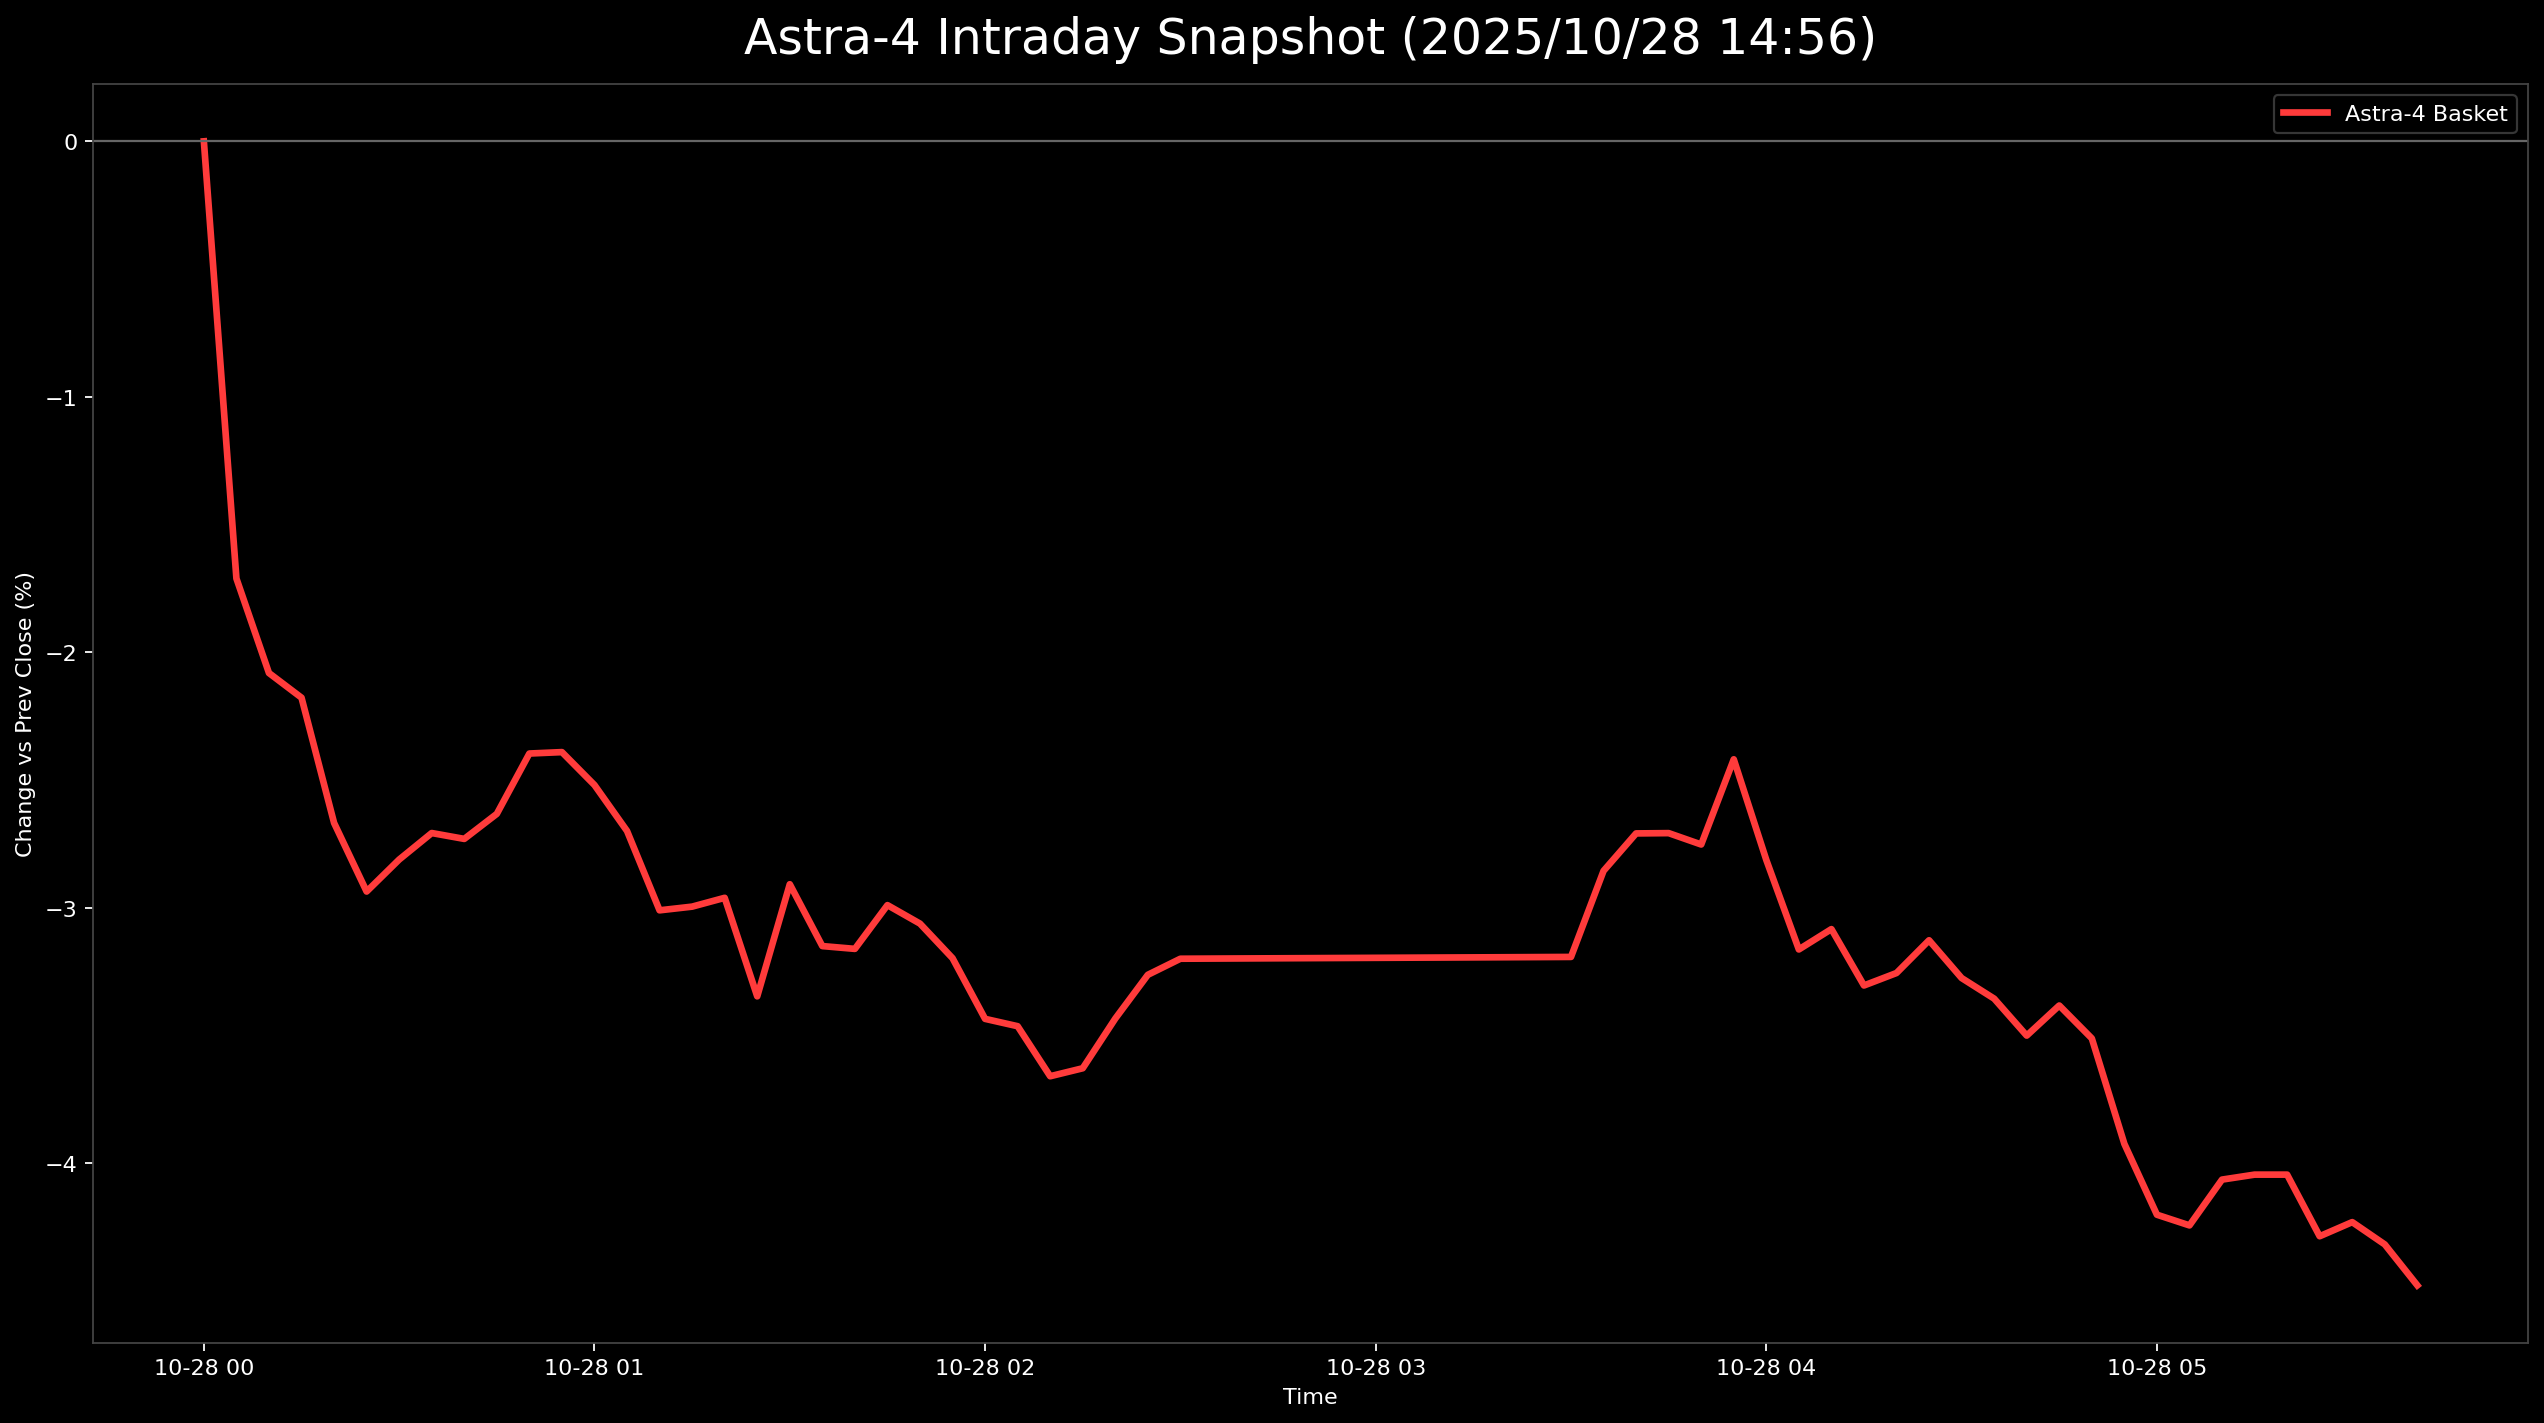 Astra-4 Intraday Snapshot (2025/10/28 14:56)
Astra-4 Basket
Change vs Prev Close (%)
0
−1
−2
−3
−4
10-28 00
10-28 01
10-28 02
10-28 03
10-28 04
10-28 05
Time